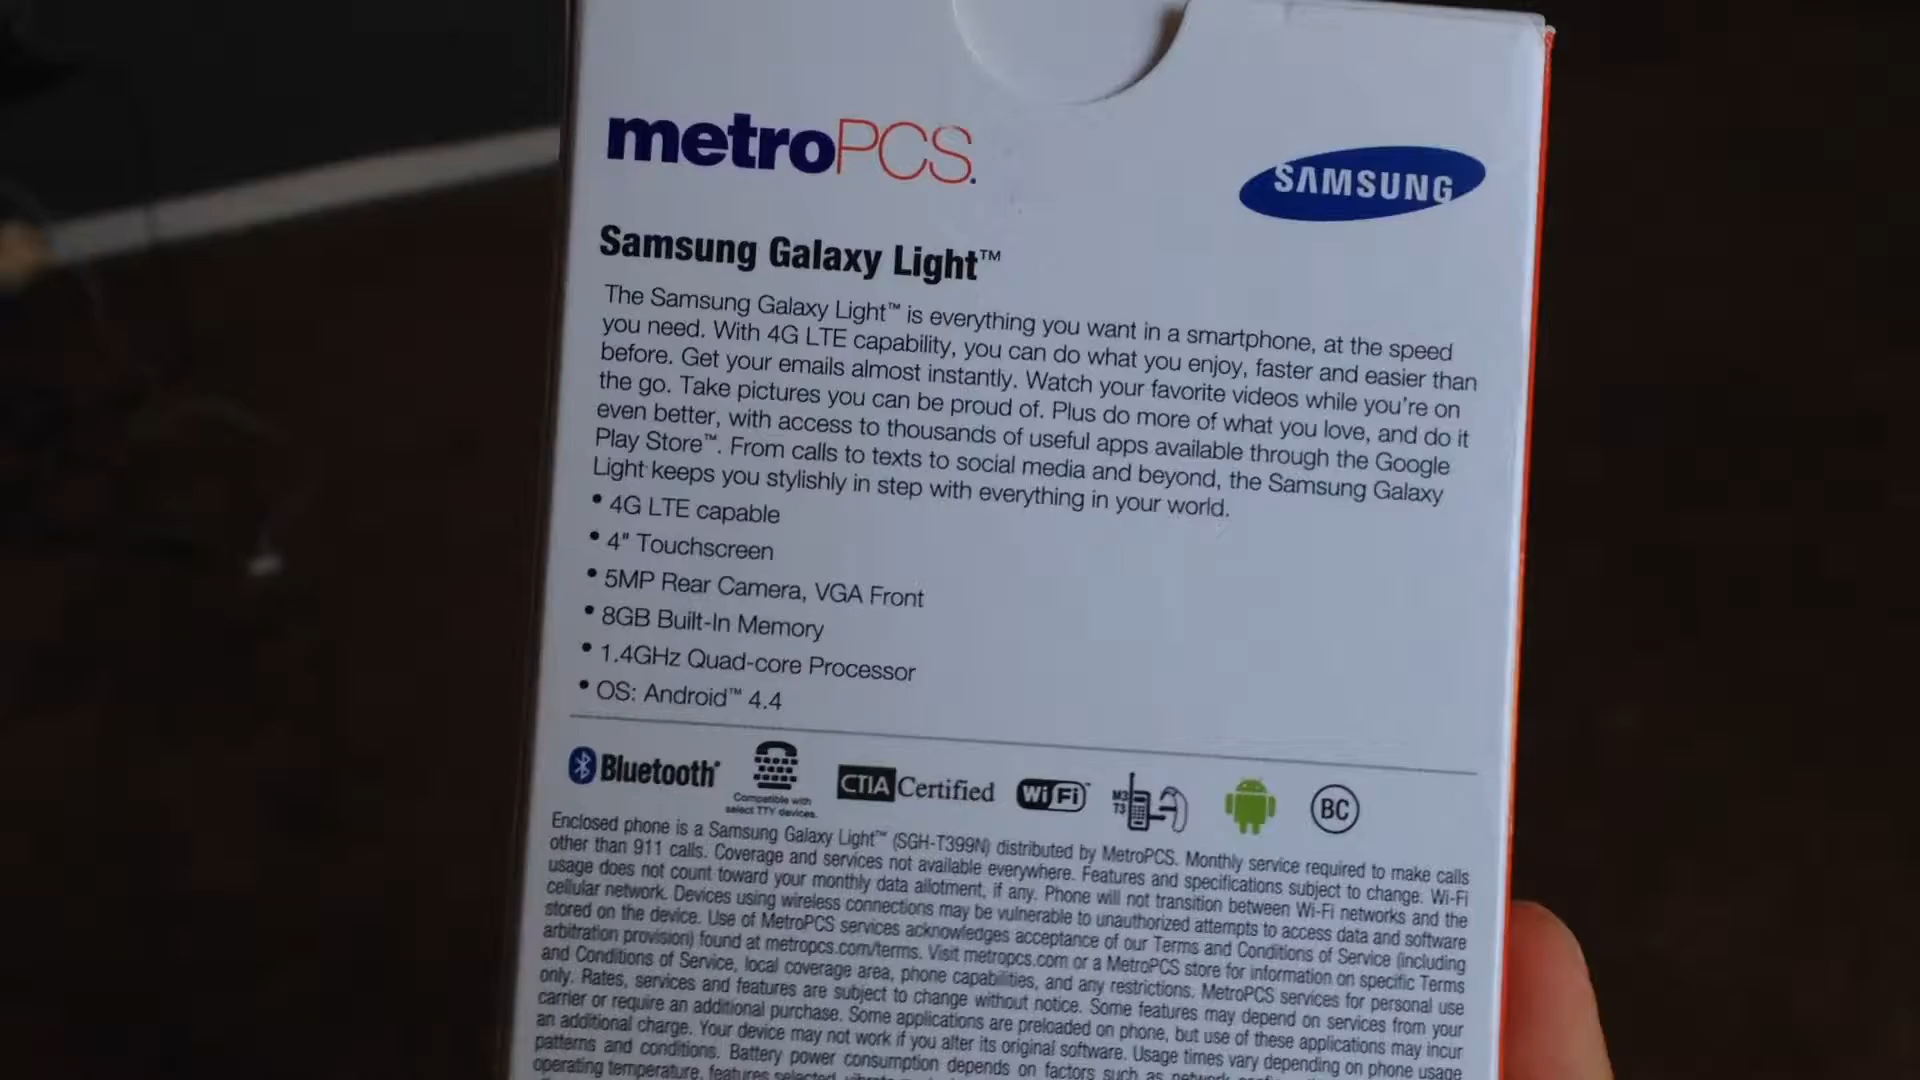 metroPCS.
SAMSUNG
Samsung Galaxy Light™
The Samsung Galaxy Light™ is everything you want in a smartphone, at the speed
you need. With 4G LTE capability, you can do what you enjoy, faster and easier than
before. Get your emails almost instantly. Watch your favorite videos while you're on
the go. Take pictures you can be proud of. Plus do more of what you love, and do it
even better, with access to thousands of useful apps available through the Google
Play Store™. From calls to texts to social media and beyond, the Samsung Galaxy
Light keeps you stylishly in step with everything in your world.
• 4G LTE capable
• 4" Touchscreen
• 5MP Rear Camera, VGA Front
• 8GB Built-In Memory
• 1.4GHz Quad-core Processor
• OS: Android™ 4.4
Bluetooth®
Compatible with
select TTY devices.
CTIA Certified
Wi Fi
M3
T3
BC
Enclosed phone is a Samsung Galaxy Light™ (SGH-T399N) distributed by MetroPCS. Monthly service required to make calls
other than 911 calls. Coverage and services not available everywhere. Features and specifications subject to change. Wi-Fi
usage does not count toward your monthly data allotment, if any. Phone will not transition between Wi-Fi networks and the
cellular network. Devices using wireless connections may be vulnerable to unauthorized attempts to access data and software
stored on the device. Use of MetroPCS services acknowledges acceptance of our Terms and Conditions of Service (including
arbitration provision) found at metropcs.com/terms. Visit metropcs.com or a MetroPCS store for information on specific Terms
and Conditions of Service, local coverage area, phone capabilities, and any restrictions. MetroPCS services for personal use
only. Rates, services and features are subject to change without notice. Some features may depend on services from your
carrier or require an additional purchase. Some applications are preloaded on phone, but use of these applications may incur
an additional charge. Your device may not work if you alter its original software. Usage times vary depending on phone usage
patterns and conditions. Battery power consumption depends on factors such as network
operating temperature, features selected,